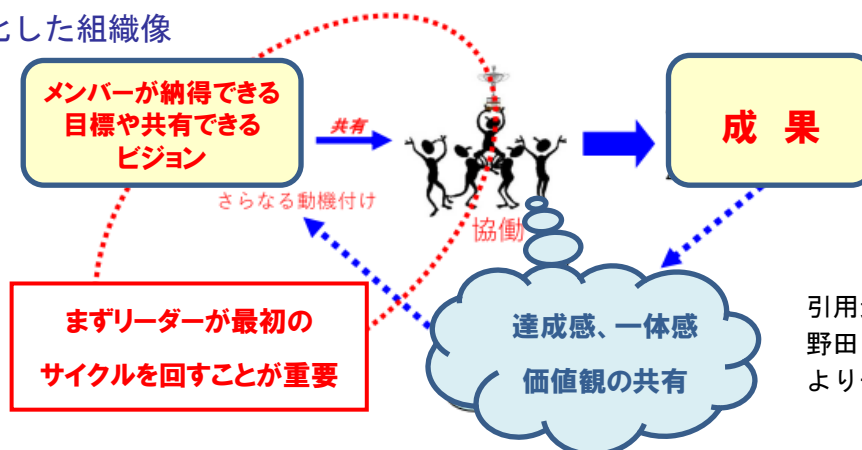 とした組織像
メンバーが納得できる
目標や共有できる
ビジョン
共有
成 果
さらなる動機付け
協働
まずリーダーが最初の
サイクルを回すことが重要
達成感、一体感
価値観の共有
引用
野田
より